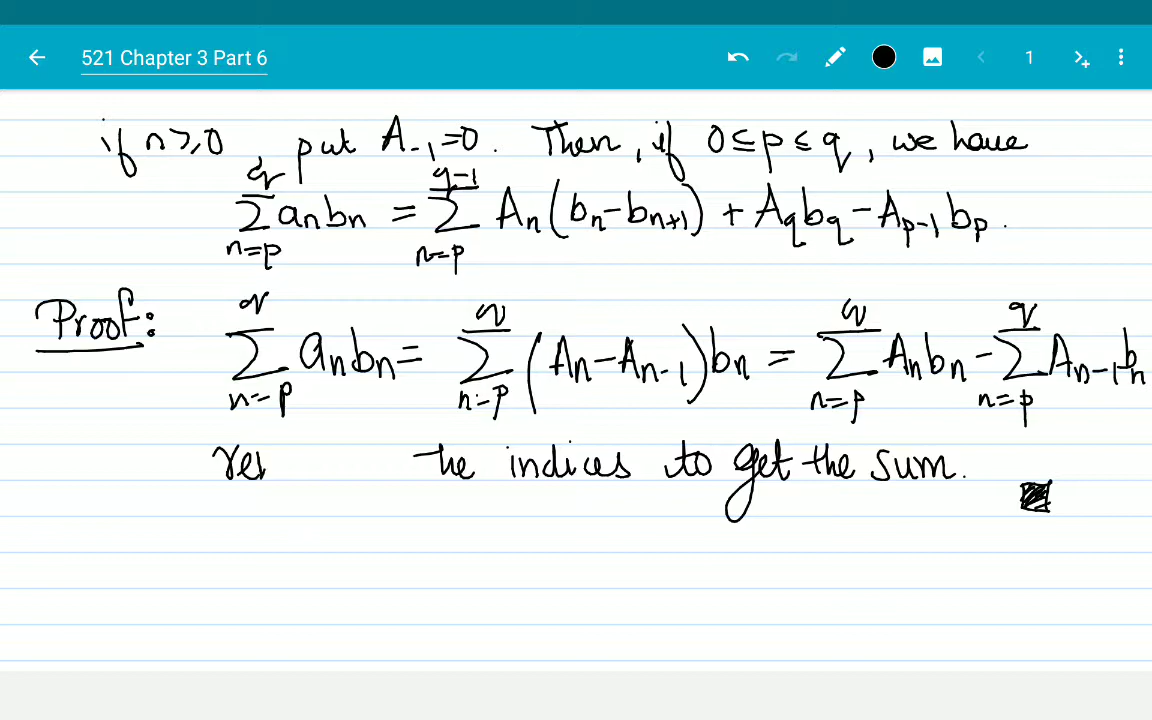 521 Chapter 3 Part 6
1
if n ≥ 0 put A₋₁ = 0. Then, if 0 ≤ p ≤ q, we have
∑_{n=p}^{q} aₙbₙ = ∑_{n=p}^{q-1} Aₙ(bₙ - bₙ₊₁) + A_q b_q - A_{p-1} b_p.
Proof: ∑_{n=p}^{q} aₙbₙ = ∑_{n=p}^{q} (Aₙ - Aₙ₋₁)bₙ = ∑_{n=p}^{q} Aₙbₙ - ∑_{n=p}^{q} Aₙ₋₁bₙ
the indices to get the sum.